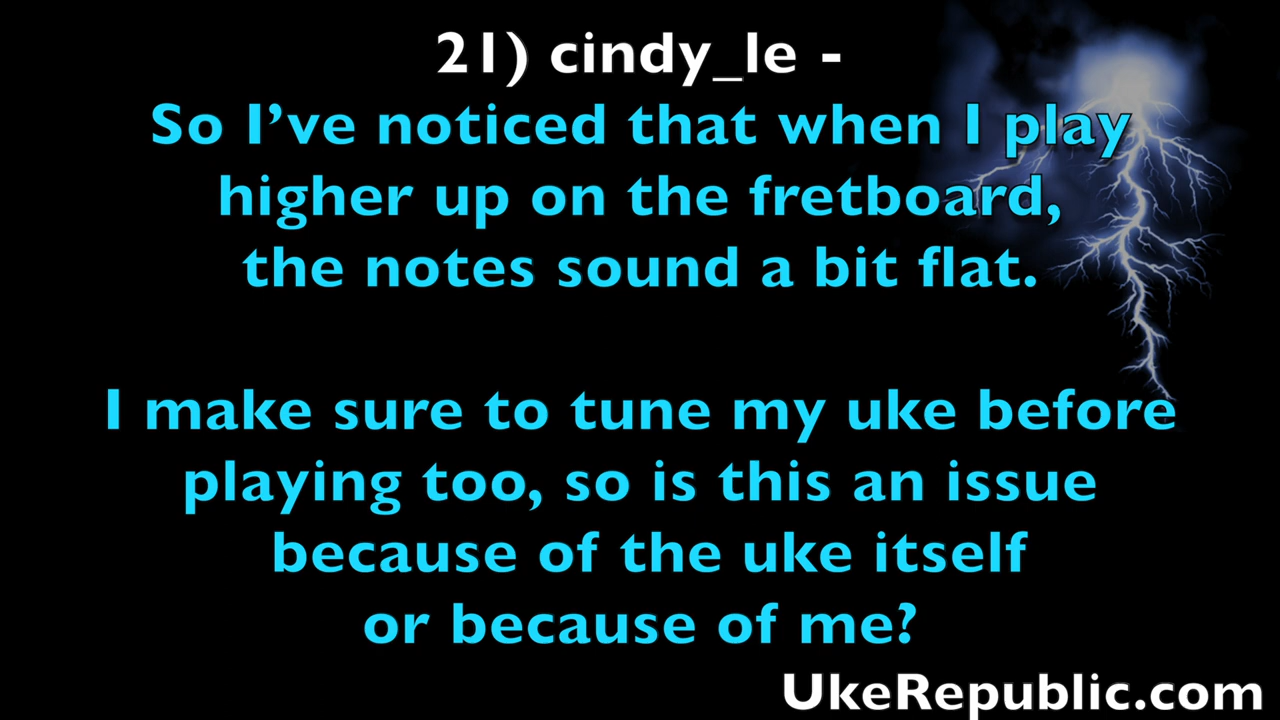 21) cindy_le -
So I’ve noticed that when I play
higher up on the fretboard,
the notes sound a bit flat.
I make sure to tune my uke before
playing too, so is this an issue
because of the uke itself
or because of me?
UkeRepublic.com